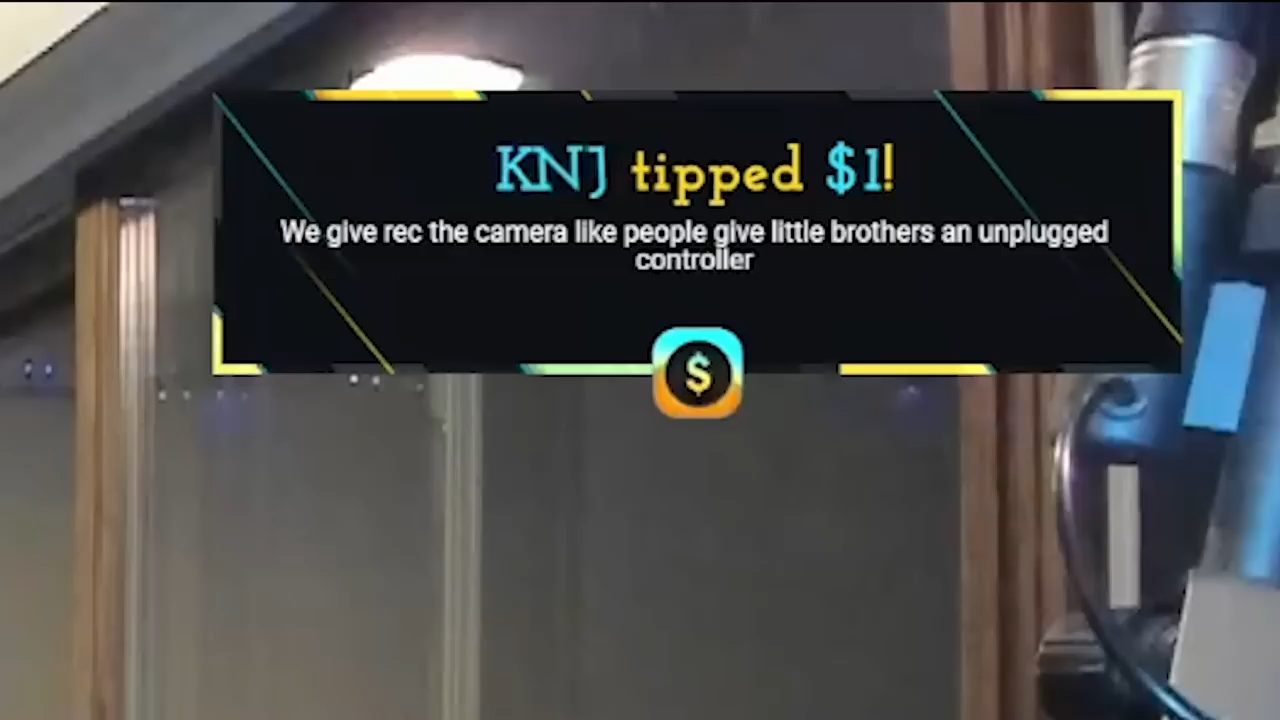 KNJ tipped $1!
We give rec the camera like people give little brothers an unplugged
controller
$